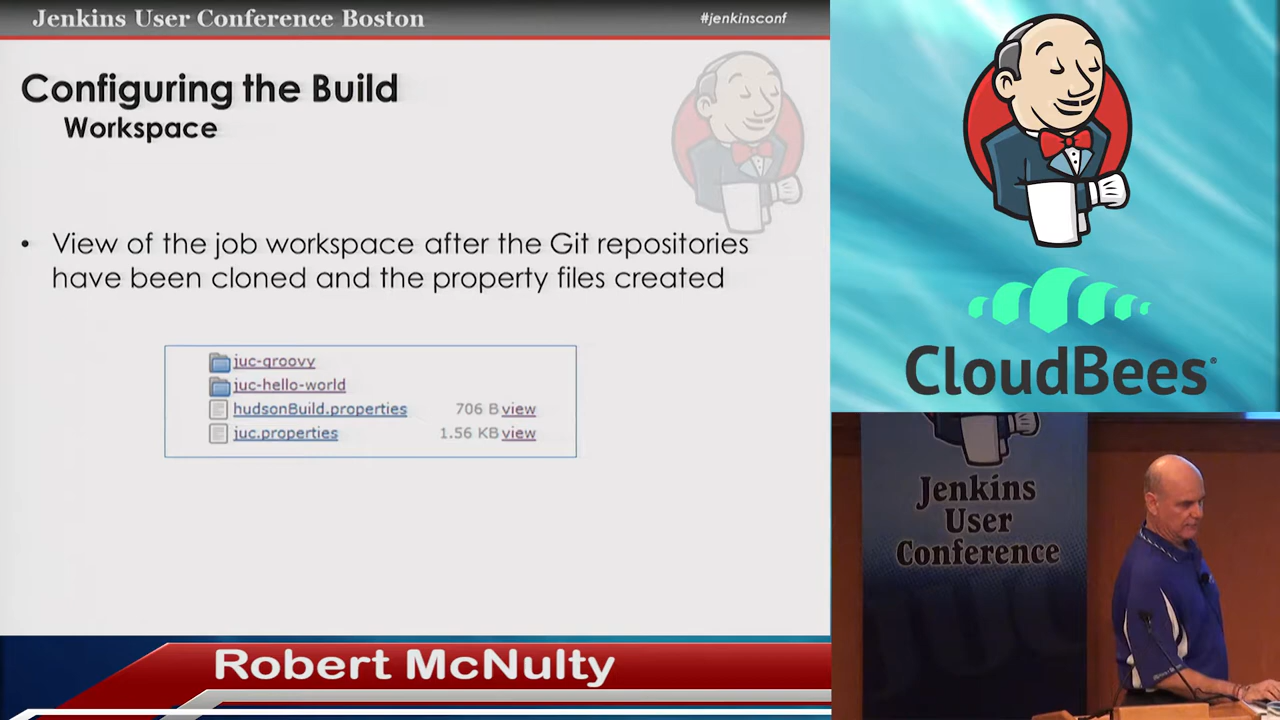 Jenkins User Conference Boston
#jenkinsconf
Configuring the Build
Workspace
• View of the job workspace after the Git repositories
have been cloned and the property files created
juc-groovy
juc-hello-world
hudsonBuild.properties 706 B view
juc.properties 1.56 KB view
Robert McNulty
CloudBees
Jenkins
User
Conference